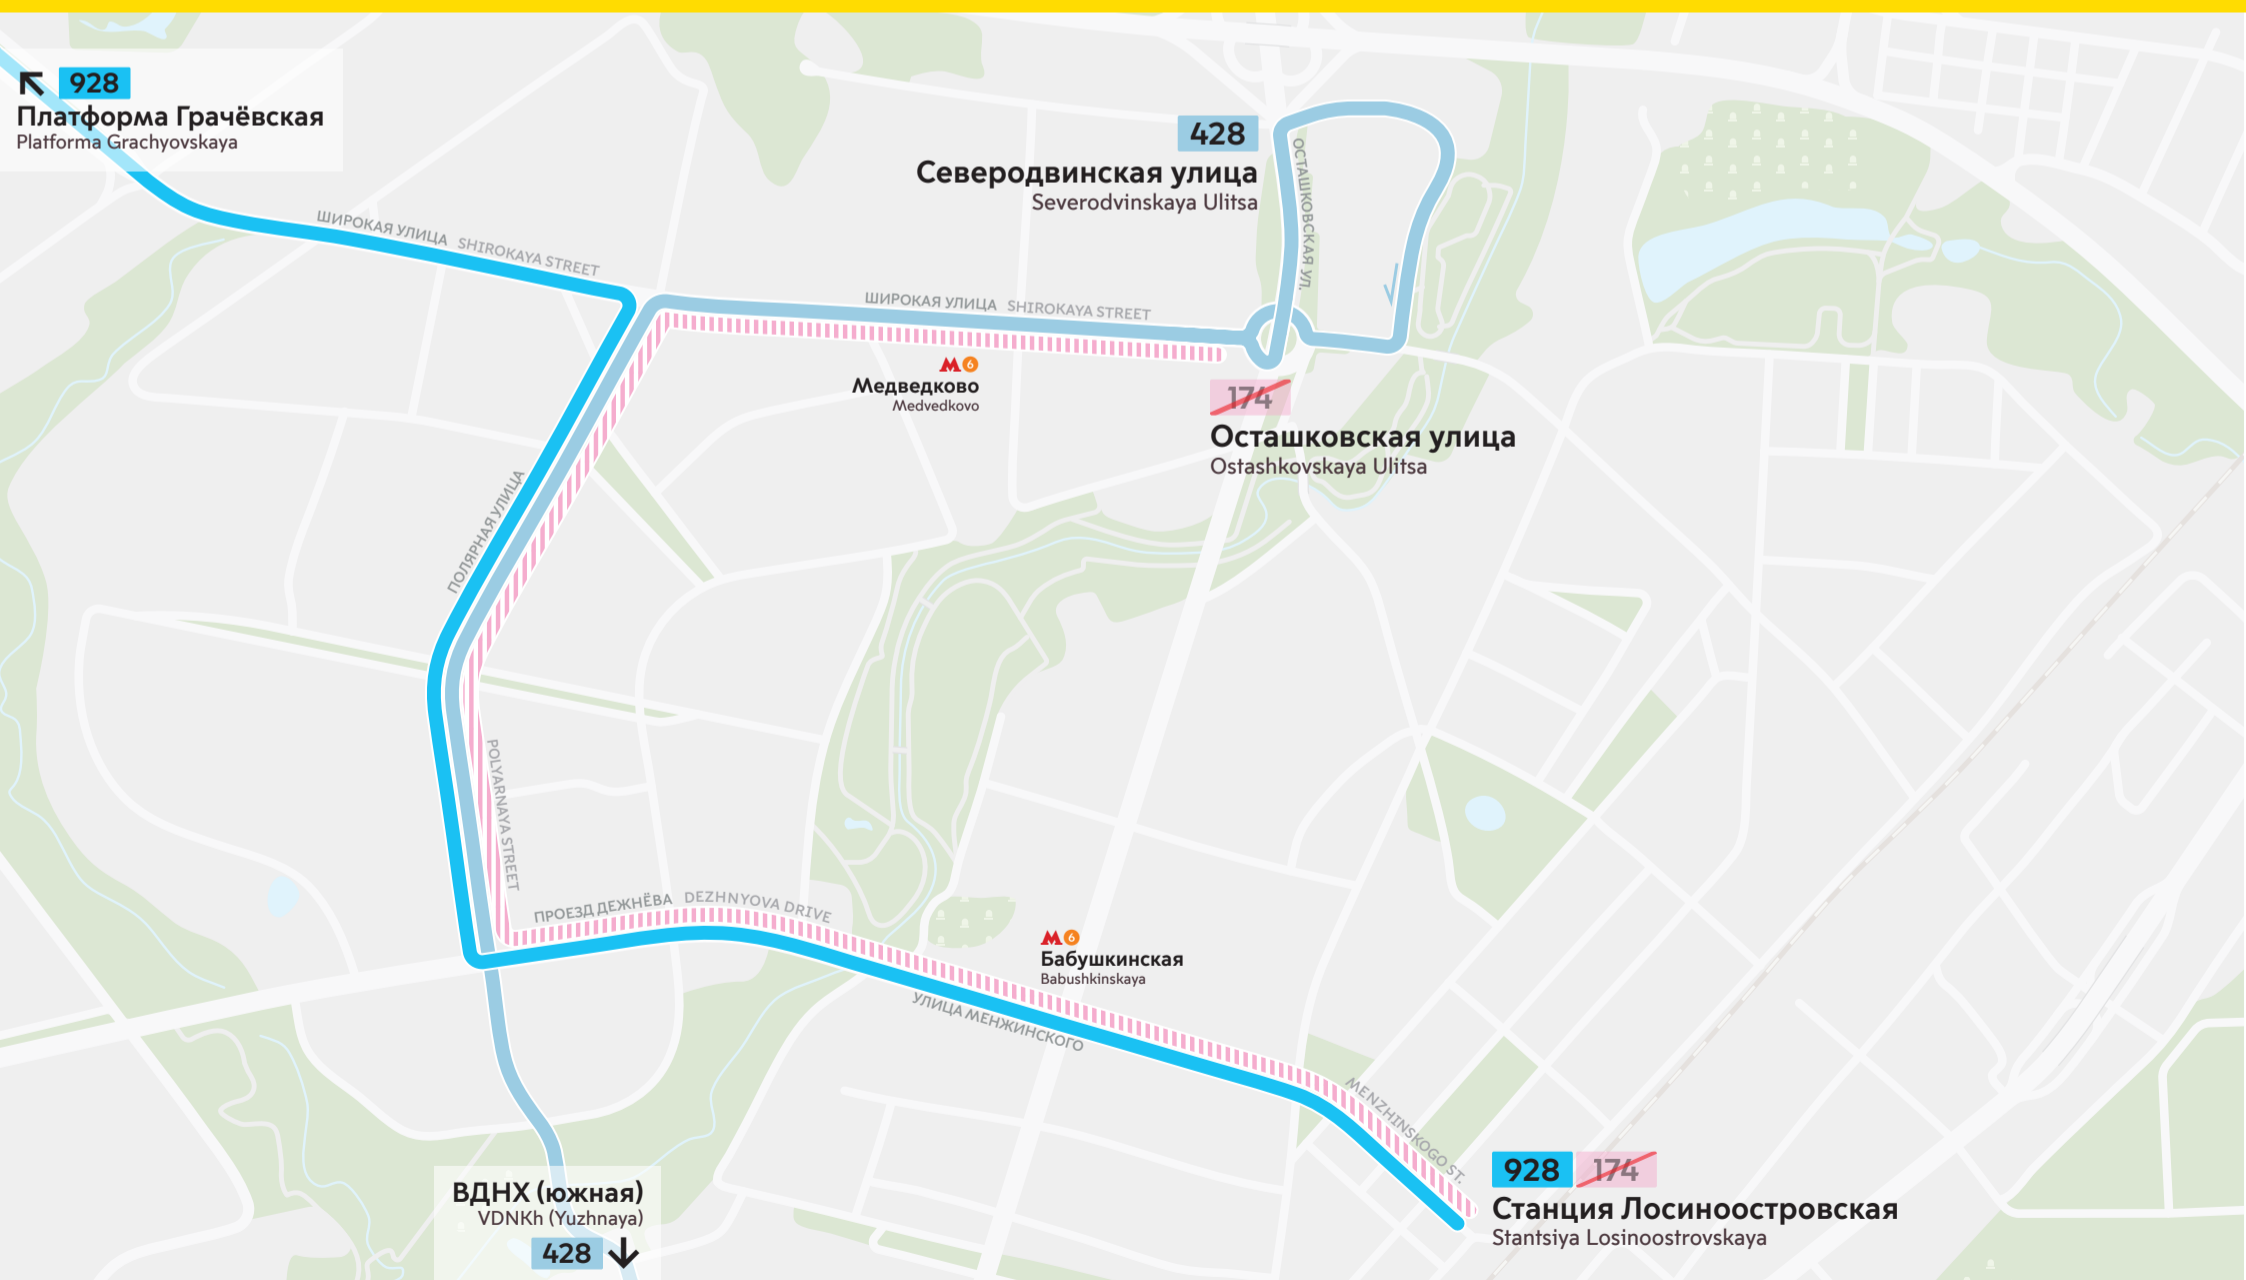 928
Платформа Грачёвская
Platforma Grachyovskaya
428
Северодвинская улица
Severodvinskaya Ulitsa
ОСТАШКОВСКАЯ УЛ.
ШИРОКАЯ УЛИЦА SHIROKAYA STREET
ШИРОКАЯ УЛИЦА SHIROKAYA STREET
М 6
Медведково
Medvedkovo
174
Осташковская улица
Ostashkovskaya Ulitsa
ПОЛЯРНАЯ УЛИЦА
POLYARNAYA STREET
ПРОЕЗД ДЕЖНЁВА DEZHNYOVA DRIVE
М 6
Бабушкинская
Babushkinskaya
УЛИЦА МЕНЖИНСКОГО
MENZHINSKOGO ST.
928 174
Станция Лосиноостровская
Stantsiya Losinoostrovskaya
ВДНХ (южная)
VDNKh (Yuzhnaya)
428